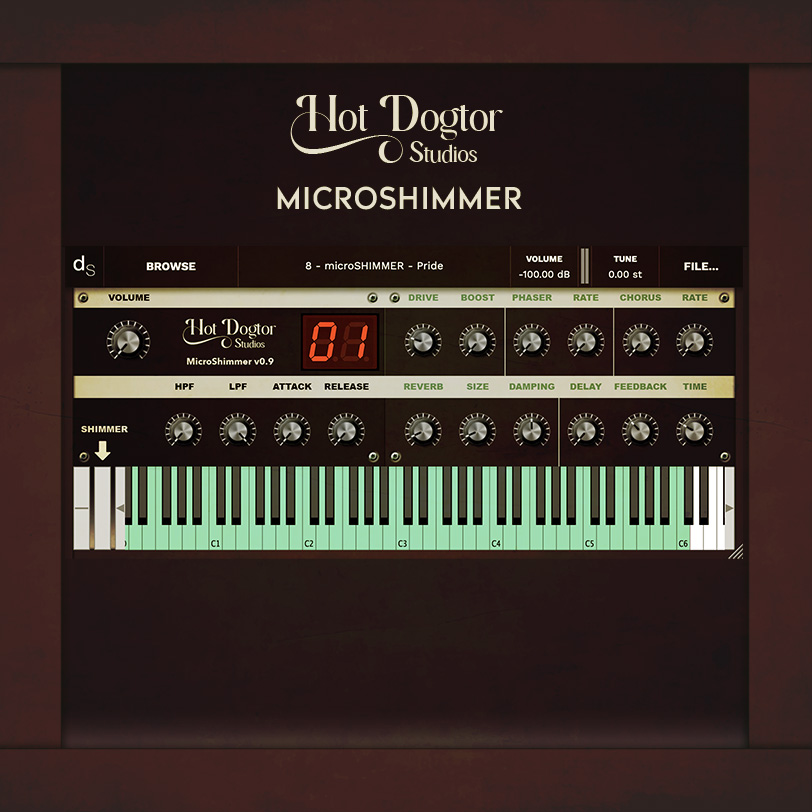 Hot Dogtor
Studios
MICROSHIMMER
ds BROWSE 8 - microSHIMMER - Pride VOLUME -100.00 dB TUNE 0.00 st FILE...
VOLUME DRIVE BOOST PHASER RATE CHORUS RATE
Hot Dogtor
Studios
MicroShimmer v0.9
01
HPF LPF ATTACK RELEASE REVERB SIZE DAMPING DELAY FEEDBACK TIME
SHIMMER
C1 C2 C3 C4 C5 C6